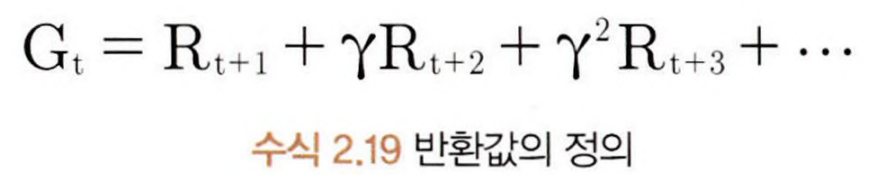 Gₜ = Rₜ₊₁ + γRₜ₊₂ + γ²Rₜ₊₃ + ⋯
수식 2.19 반환값의 정의